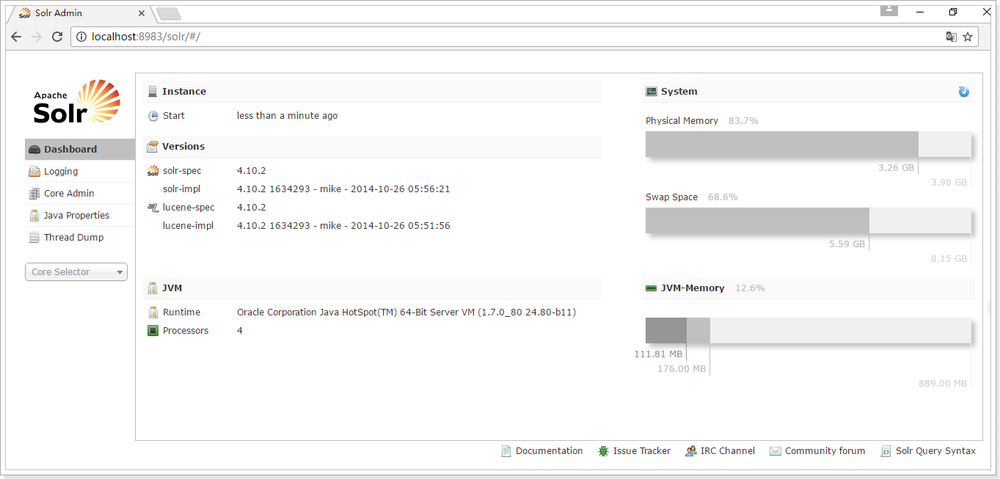 Solr Solr Admin
localhost:8983/solr/#/
Apache
Solr
Dashboard
Logging
Core Admin
Java Properties
Thread Dump
Core Selector
Instance
Start less than a minute ago
Versions
Solr solr-spec 4.10.2
solr-impl 4.10.2 1634293 - mike - 2014-10-26 05:56:21
lucene-spec 4.10.2
lucene-impl 4.10.2 1634293 - mike - 2014-10-26 05:51:56
JVM
Runtime Oracle Corporation Java HotSpot(TM) 64-Bit Server VM (1.7.0_80 24.80-b11)
Processors 4
System
Physical Memory 83.7%
3.26 GB
3.90 GB
Swap Space 68.6%
5.59 GB
8.15 GB
JVM-Memory 12.6%
111.81 MB
176.00 MB
889.00 MB
Documentation Issue Tracker IRC Channel Community forum Solr Query Syntax